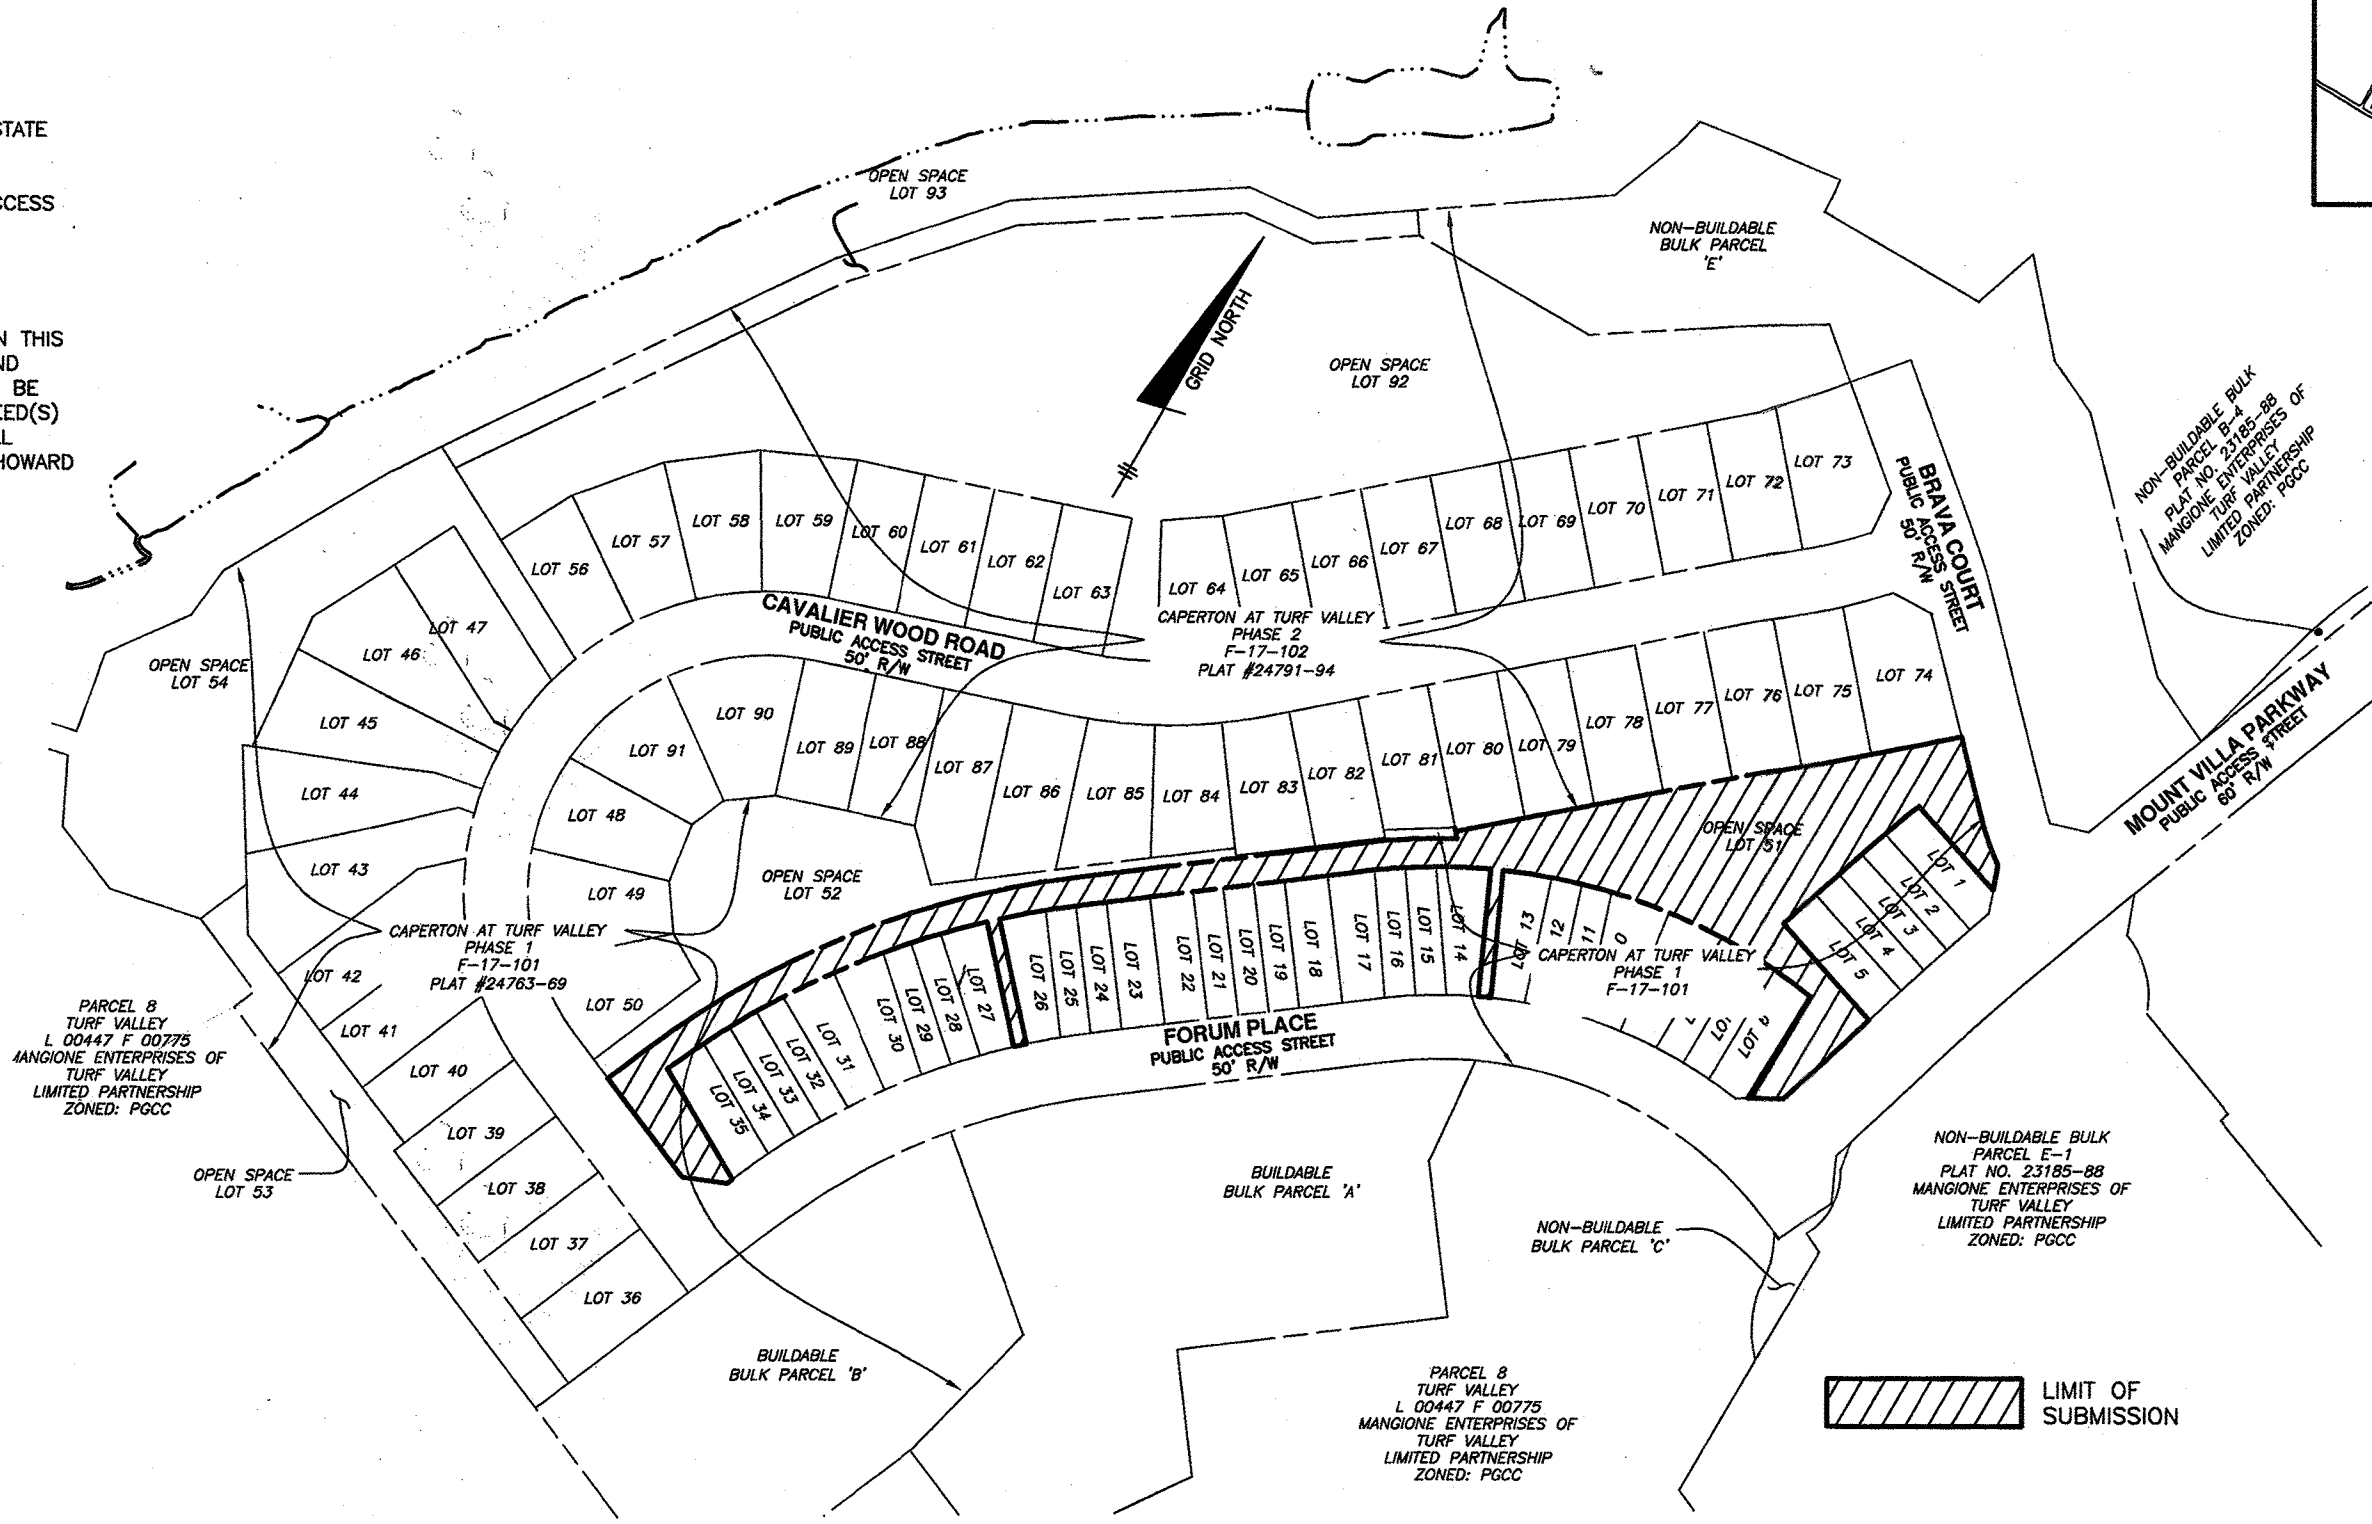 STATE
CCESS
N THIS
ND
BE
EED(S)
LL
HOWARD
OPEN SPACE
LOT 93
NON-BUILDABLE
BULK PARCEL
'E'
GRID NORTH
OPEN SPACE
LOT 92
NON-BUILDABLE BULK
PARCEL B-4
PLAT NO. 23185-88
MANGIONE ENTERPRISES OF
TURF VALLEY
LIMITED PARTNERSHIP
ZONED: PGCC
BRAVA COURT
PUBLIC ACCESS STREET
50' R/W
MOUNT VILLA PARKWAY
PUBLIC ACCESS STREET
60' R/W
LOT 56
LOT 57
LOT 58
LOT 59
LOT 60
LOT 61
LOT 62
LOT 63
LOT 64
LOT 65
LOT 66
LOT 67
LOT 68
LOT 69
LOT 70
LOT 71
LOT 72
LOT 73
CAVALIER WOOD ROAD
PUBLIC ACCESS STREET
50' R/W
CAPERTON AT TURF VALLEY
PHASE 2
F-17-102
PLAT #24791-94
OPEN SPACE
LOT 54
LOT 47
LOT 46
LOT 45
LOT 44
LOT 43
LOT 42
LOT 41
LOT 40
LOT 39
LOT 38
LOT 37
LOT 36
LOT 90
LOT 91
LOT 89
LOT 88
LOT 87
LOT 86
LOT 85
LOT 84
LOT 83
LOT 82
LOT 81
LOT 80
LOT 79
LOT 78
LOT 77
LOT 76
LOT 75
LOT 74
LOT 48
LOT 49
LOT 50
OPEN SPACE
LOT 52
OPEN SPACE
LOT 51
CAPERTON AT TURF VALLEY
PHASE 1
F-17-101
PLAT #24763-69
PARCEL 8
TURF VALLEY
L 00447 F 00775
MANGIONE ENTERPRISES OF
TURF VALLEY
LIMITED PARTNERSHIP
ZONED: PGCC
OPEN SPACE
LOT 53
LOT 35
LOT 34
LOT 33
LOT 32
LOT 31
LOT 30
LOT 29
LOT 28
LOT 27
LOT 26
LOT 25
LOT 24
LOT 23
LOT 22
LOT 21
LOT 20
LOT 19
LOT 18
LOT 17
LOT 16
LOT 15
LOT 14
LOT 13
12
11
0
CAPERTON AT TURF VALLEY
PHASE 1
F-17-101
LOT 1
LOT 2
LOT 3
LOT 4
LOT 5
FORUM PLACE
PUBLIC ACCESS STREET
50' R/W
BUILDABLE
BULK PARCEL 'A'
BUILDABLE
BULK PARCEL 'B'
NON-BUILDABLE
BULK PARCEL 'C'
NON-BUILDABLE BULK
PARCEL E-1
PLAT NO. 23185-88
MANGIONE ENTERPRISES OF
TURF VALLEY
LIMITED PARTNERSHIP
ZONED: PGCC
PARCEL 8
TURF VALLEY
L 00447 F 00775
MANGIONE ENTERPRISES OF
TURF VALLEY
LIMITED PARTNERSHIP
ZONED: PGCC
LIMIT OF
SUBMISSION